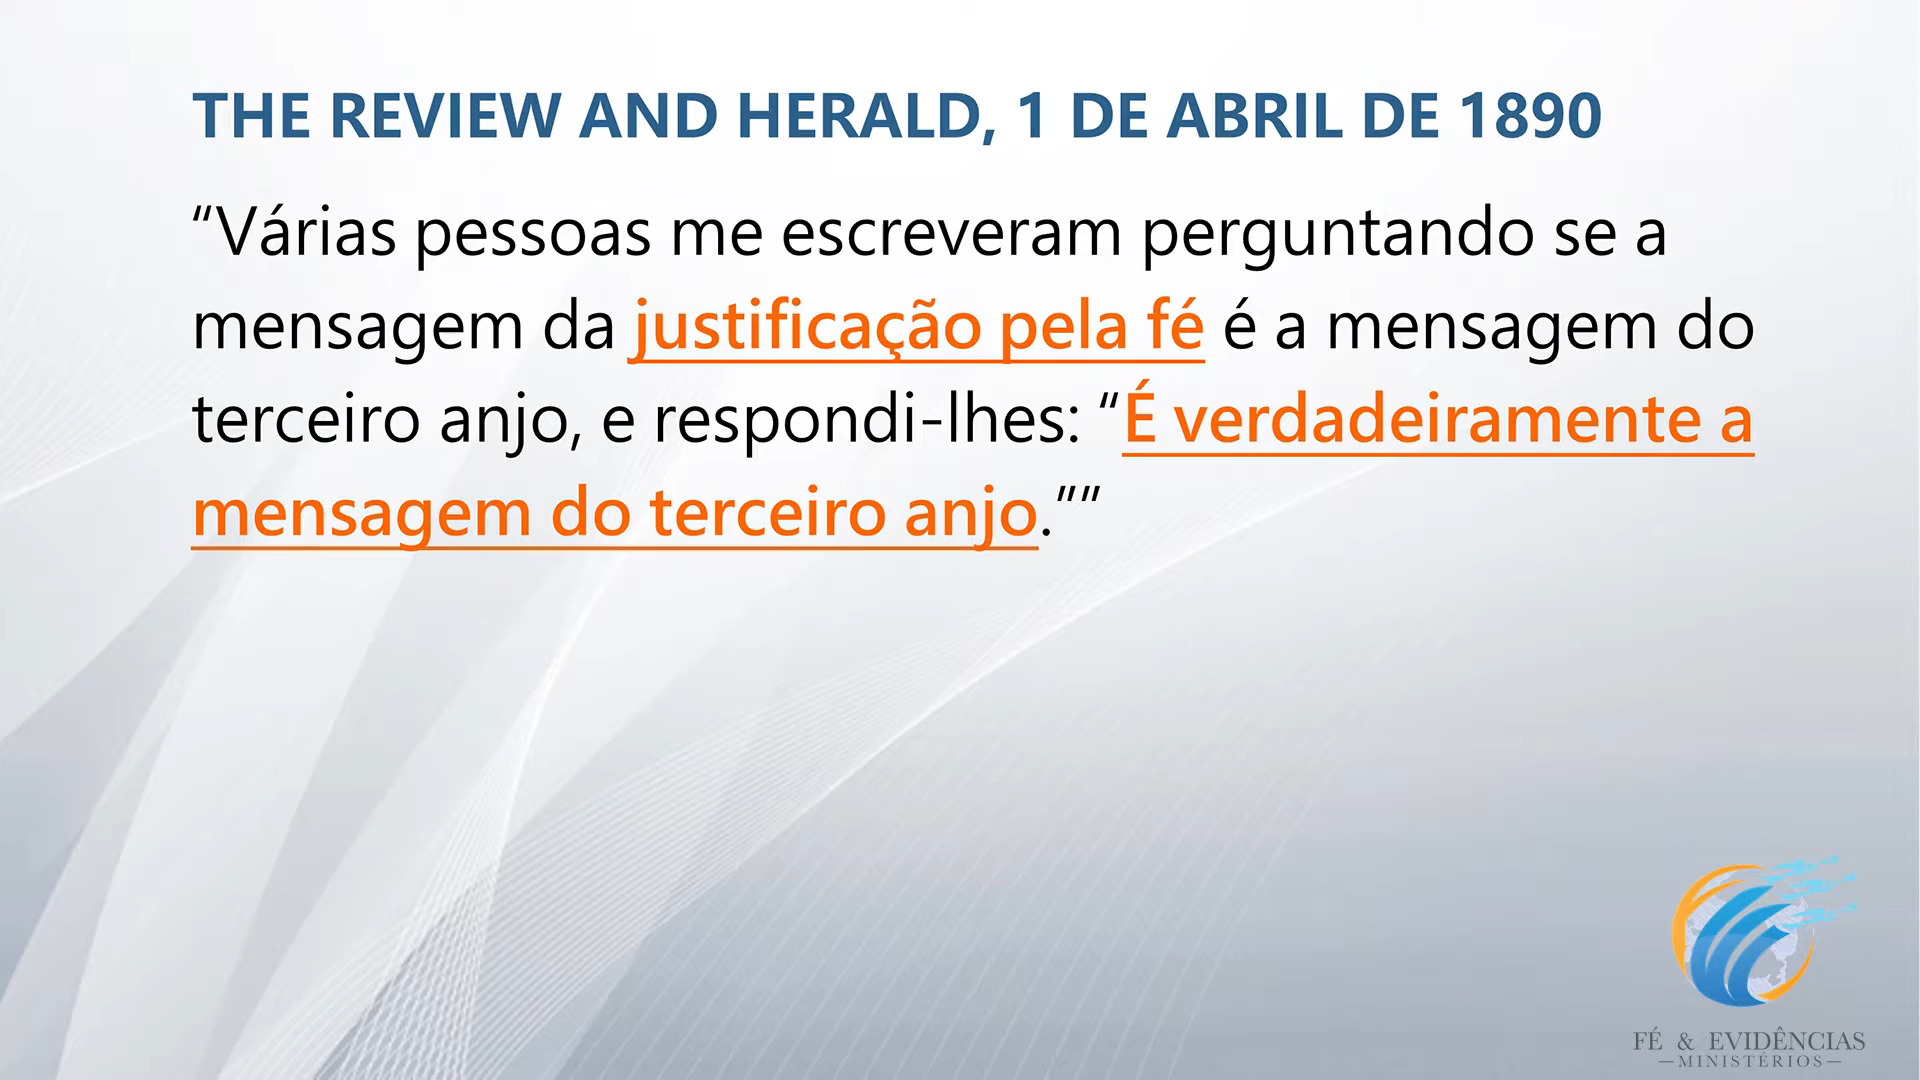 THE REVIEW AND HERALD, 1 DE ABRIL DE 1890
“Várias pessoas me escreveram perguntando se a
mensagem da justificação pela fé é a mensagem do
terceiro anjo, e respondi-lhes: “É verdadeiramente a
mensagem do terceiro anjo.””
FÉ & EVIDÊNCIAS
—MINISTÉRIOS—